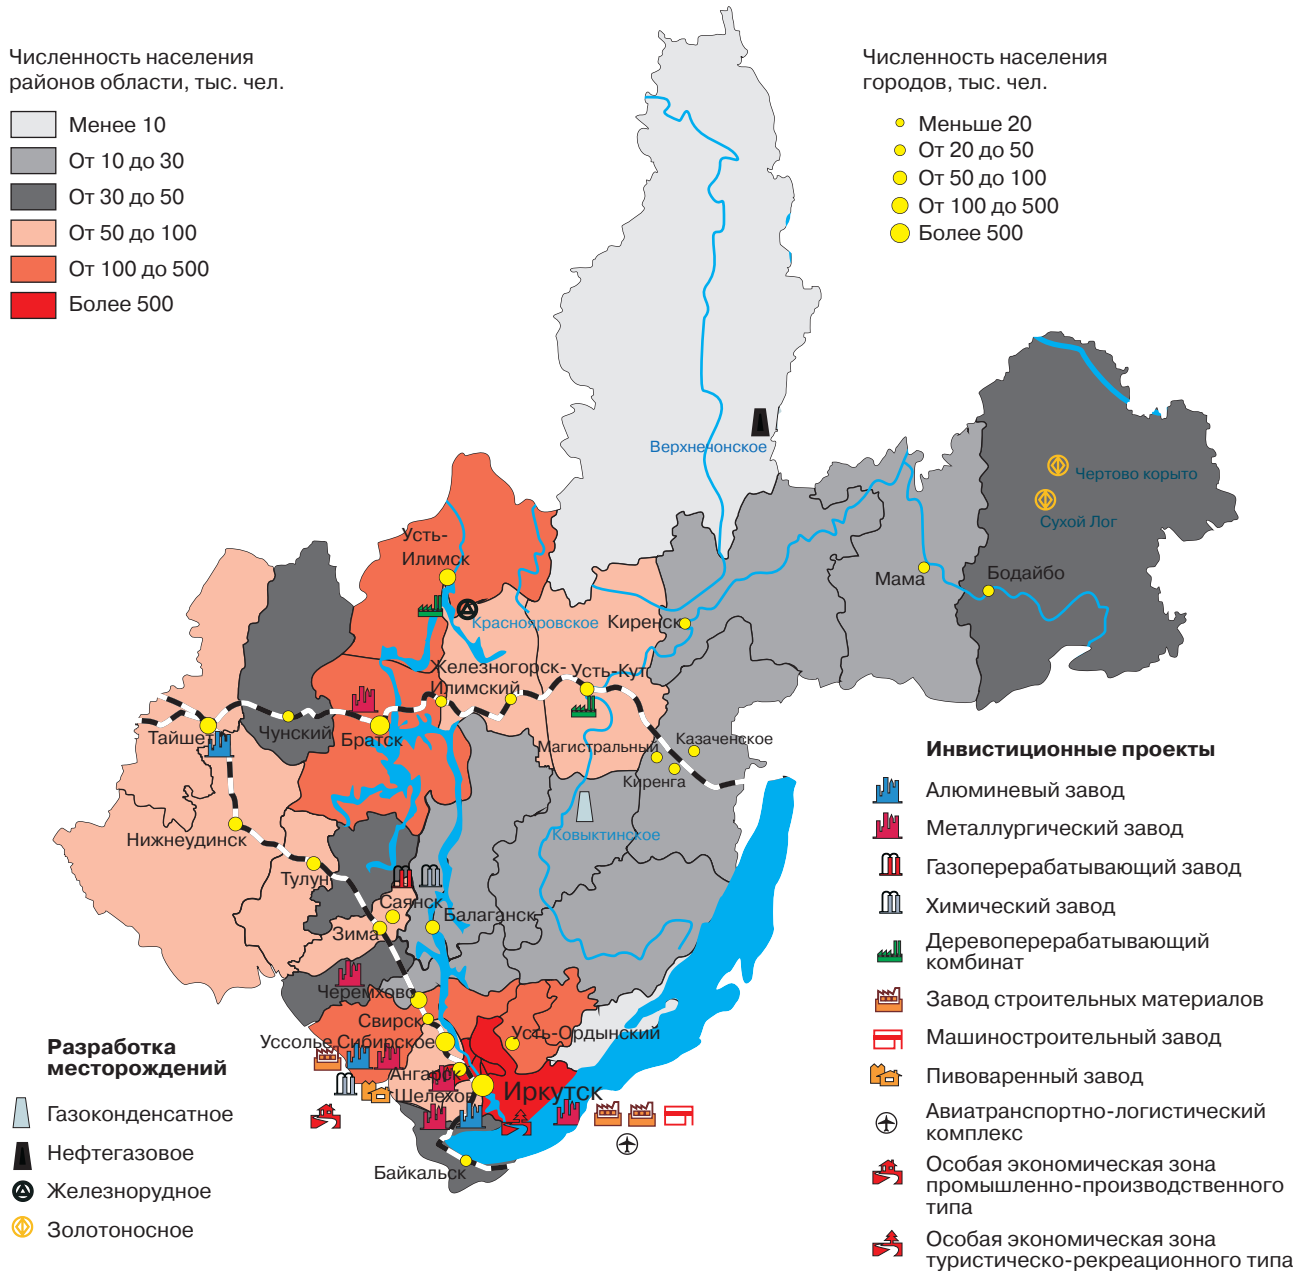 Численность населения
районов области, тыс. чел.
Менее 10
От 10 до 30
От 30 до 50
От 50 до 100
От 100 до 500
Более 500
Численность населения
городов, тыс. чел.
Меньше 20
От 20 до 50
От 50 до 100
От 100 до 500
Более 500
Верхнечонское
Чертово корыто
Сухой Лог
Усть-
Илимск
Мама
Бодайбо
Краснояровское
Киренск
Железногорск-
Илимский
Усть-Кут
Тайшет
Чунский
Братск
Магистральный
Казаченское
Киренга
Нижнеудинск
Ковыктинское
Тулун
Саянск
Балаганск
Зима
Черемхово
Свирск
Уссолье Сибирское
Усть-Ордынский
Ангарск
Шелехов
Иркутск
Байкальск
Разработка
месторождений
Газоконденсатное
Нефтегазовое
Железнорудное
Золотоносное
Инвистиционные проекты
Алюминевый завод
Металлургический завод
Газоперерабатывающий завод
Химический завод
Деревоперерабатывающий
комбинат
Завод строительных материалов
Машиностроительный завод
Пивоваренный завод
Авиатранспортно-логистический
комплекс
Особая экономическая зона
промышленно-производственного
типа
Особая экономическая зона
туристическо-рекреационного типа